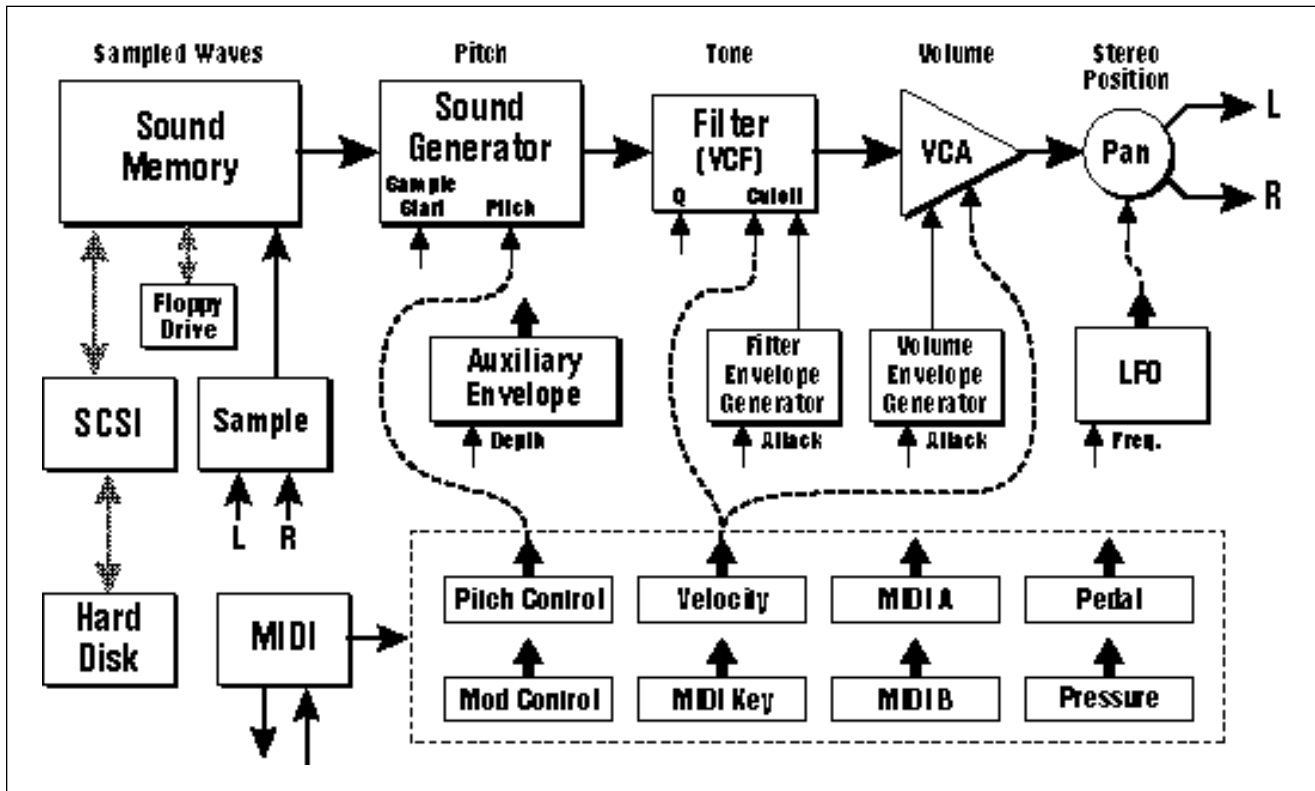 Sampled Waves
Pitch
Tone
Volume
Stereo
Position
Sound
Memory
Sound
Generator
Sample
Start
Pitch
Filter
(VCF)
Q
Cutoff
VCA
Pan
L
R
Floppy
Drive
Auxiliary
Envelope
Depth
Filter
Envelope
Generator
Attack
Volume
Envelope
Generator
Attack
LFO
Freq.
SCSI
Sample
L
R
Hard
Disk
MIDI
Pitch Control
Velocity
MIDI A
Pedal
Mod Control
MIDI Key
MIDI B
Pressure